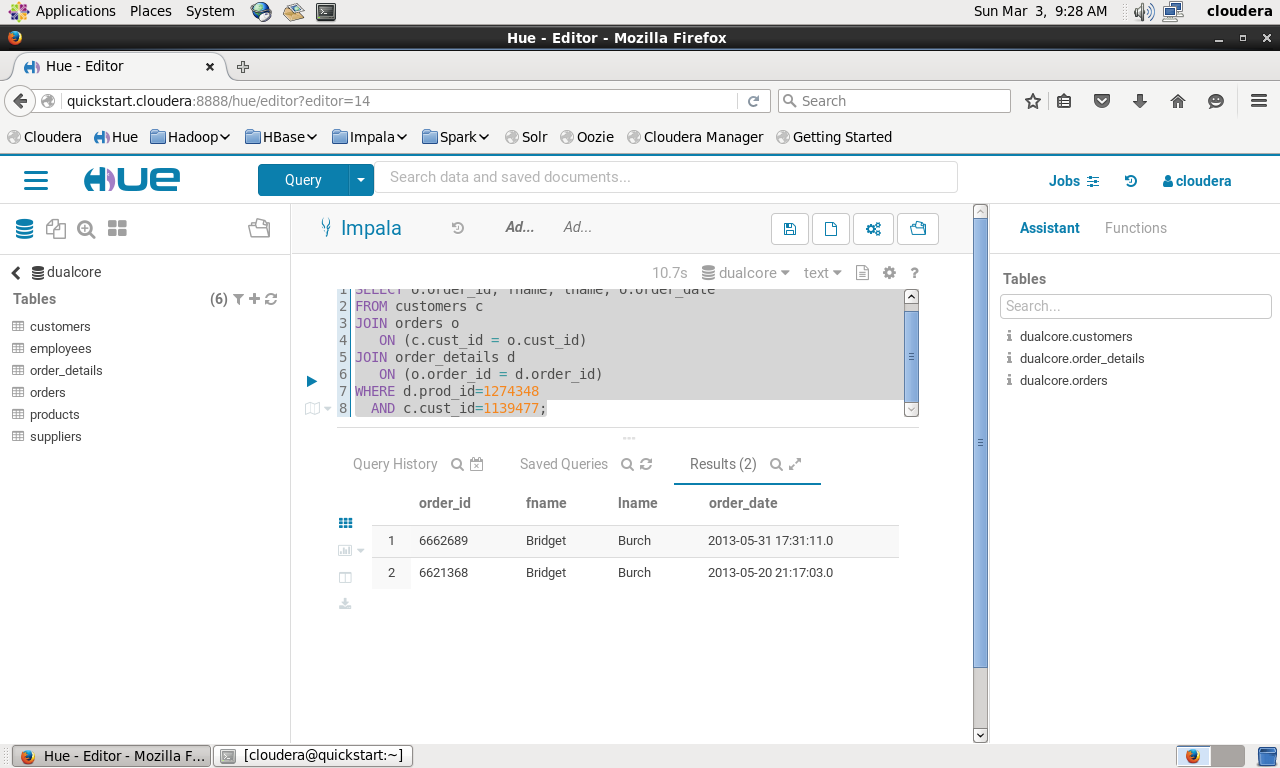 Applications Places System Sun Mar 3, 9:28 AM cloudera
Hue - Editor - Mozilla Firefox
Hue - Editor
quickstart.cloudera:8888/hue/editor?editor=14 Search
Cloudera Hue Hadoop HBase Impala Spark Solr Oozie Cloudera Manager Getting Started
HUE Query Search data and saved documents... Jobs cloudera
Impala Ad... Ad... Assistant Functions
dualcore 10.7s dualcore text ?
Tables (6) Tables
Search...
customers
employees
order_details
orders
products
suppliers
1 SELECT o.order_id, fname, lname, o.order_date
2 FROM customers c
3 JOIN orders o
4 ON (c.cust_id = o.cust_id)
5 JOIN order_details d
6 ON (o.order_id = d.order_id)
7 WHERE d.prod_id=1274348
8 AND c.cust_id=1139477;
dualcore.customers
dualcore.order_details
dualcore.orders
Query History Saved Queries Results (2)
order_id fname lname order_date
1 6662689 Bridget Burch 2013-05-31 17:31:11.0
2 6621368 Bridget Burch 2013-05-20 21:17:03.0
Hue - Editor - Mozilla F... [cloudera@quickstart:~]